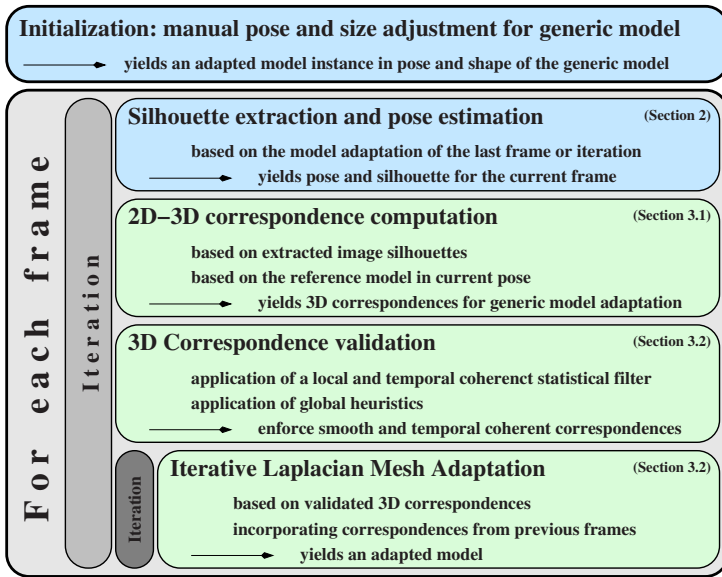 Initialization: manual pose and size adjustment for generic model
yields an adapted model instance in pose and shape of the generic model
For each frame
Iteration
Silhouette extraction and pose estimation (Section 2)
based on the model adaptation of the last frame or iteration
yields pose and silhouette for the current frame
2D−3D correspondence computation (Section 3.1)
based on extracted image silhouettes
based on the reference model in current pose
yields 3D correspondences for generic model adaptation
3D Correspondence validation (Section 3.2)
application of a local and temporal coherenct statistical filter
application of global heuristics
enforce smooth and temporal coherent correspondences
Iteration
Iterative Laplacian Mesh Adaptation (Section 3.2)
based on validated 3D correspondences
incorporating correspondences from previous frames
yields an adapted model